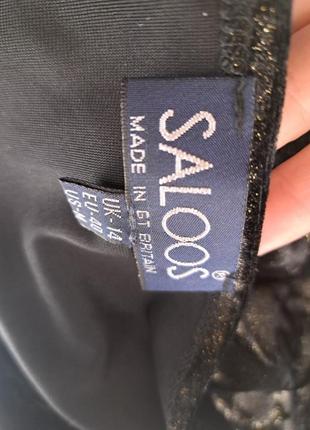 SALOOS®
MADE IN GT BRITAIN
UK-14
EU-40